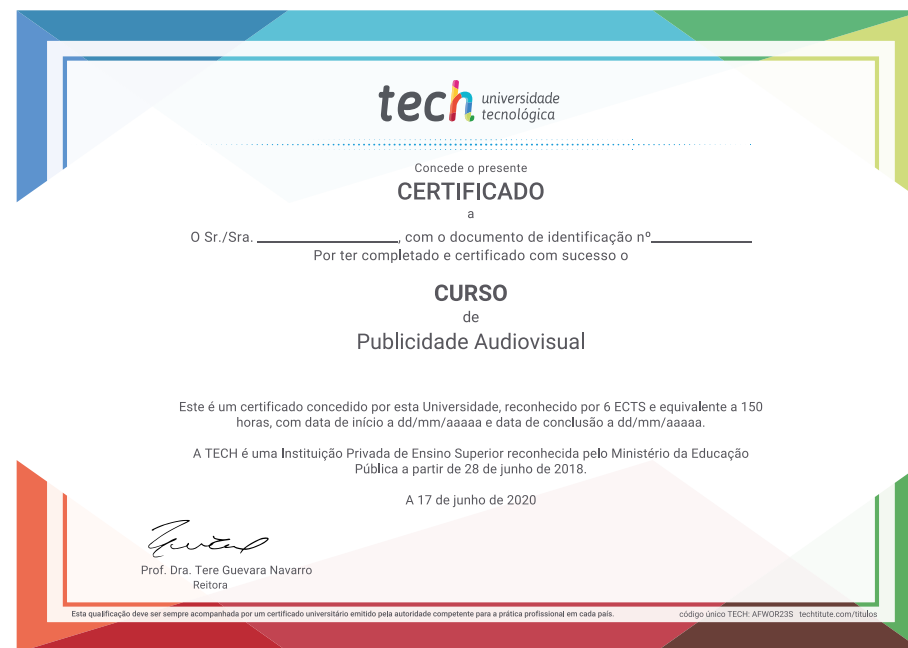 tech universidade
tecnológica
Concede o presente
CERTIFICADO
a
O Sr./Sra. ____________________, com o documento de identificação nº______________
Por ter completado e certificado com sucesso o
CURSO
de
Publicidade Audiovisual
Este é um certificado concedido por esta Universidade, reconhecido por 6 ECTS e equivalente a 150
horas, com data de início a dd/mm/aaaaa e data de conclusão a dd/mm/aaaaa.
A TECH é uma Instituição Privada de Ensino Superior reconhecida pelo Ministério da Educação
Pública a partir de 28 de junho de 2018.
A 17 de junho de 2020
Prof. Dra. Tere Guevara Navarro
Reitora
Esta qualificação deve ser sempre acompanhada por um certificado universitário emitido pela autoridade competente para a prática profissional em cada país. código único TECH: AFWOR23S techtitute.com/titulos